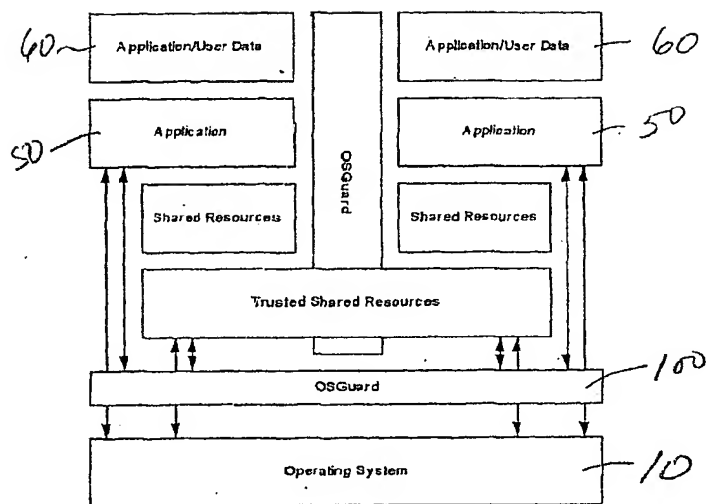 60 Application/User Data Application/User Data 60
50 Application Application 50
OSGuard
Shared Resources Shared Resources
Trusted Shared Resources
OSGuard 100
Operating System 10